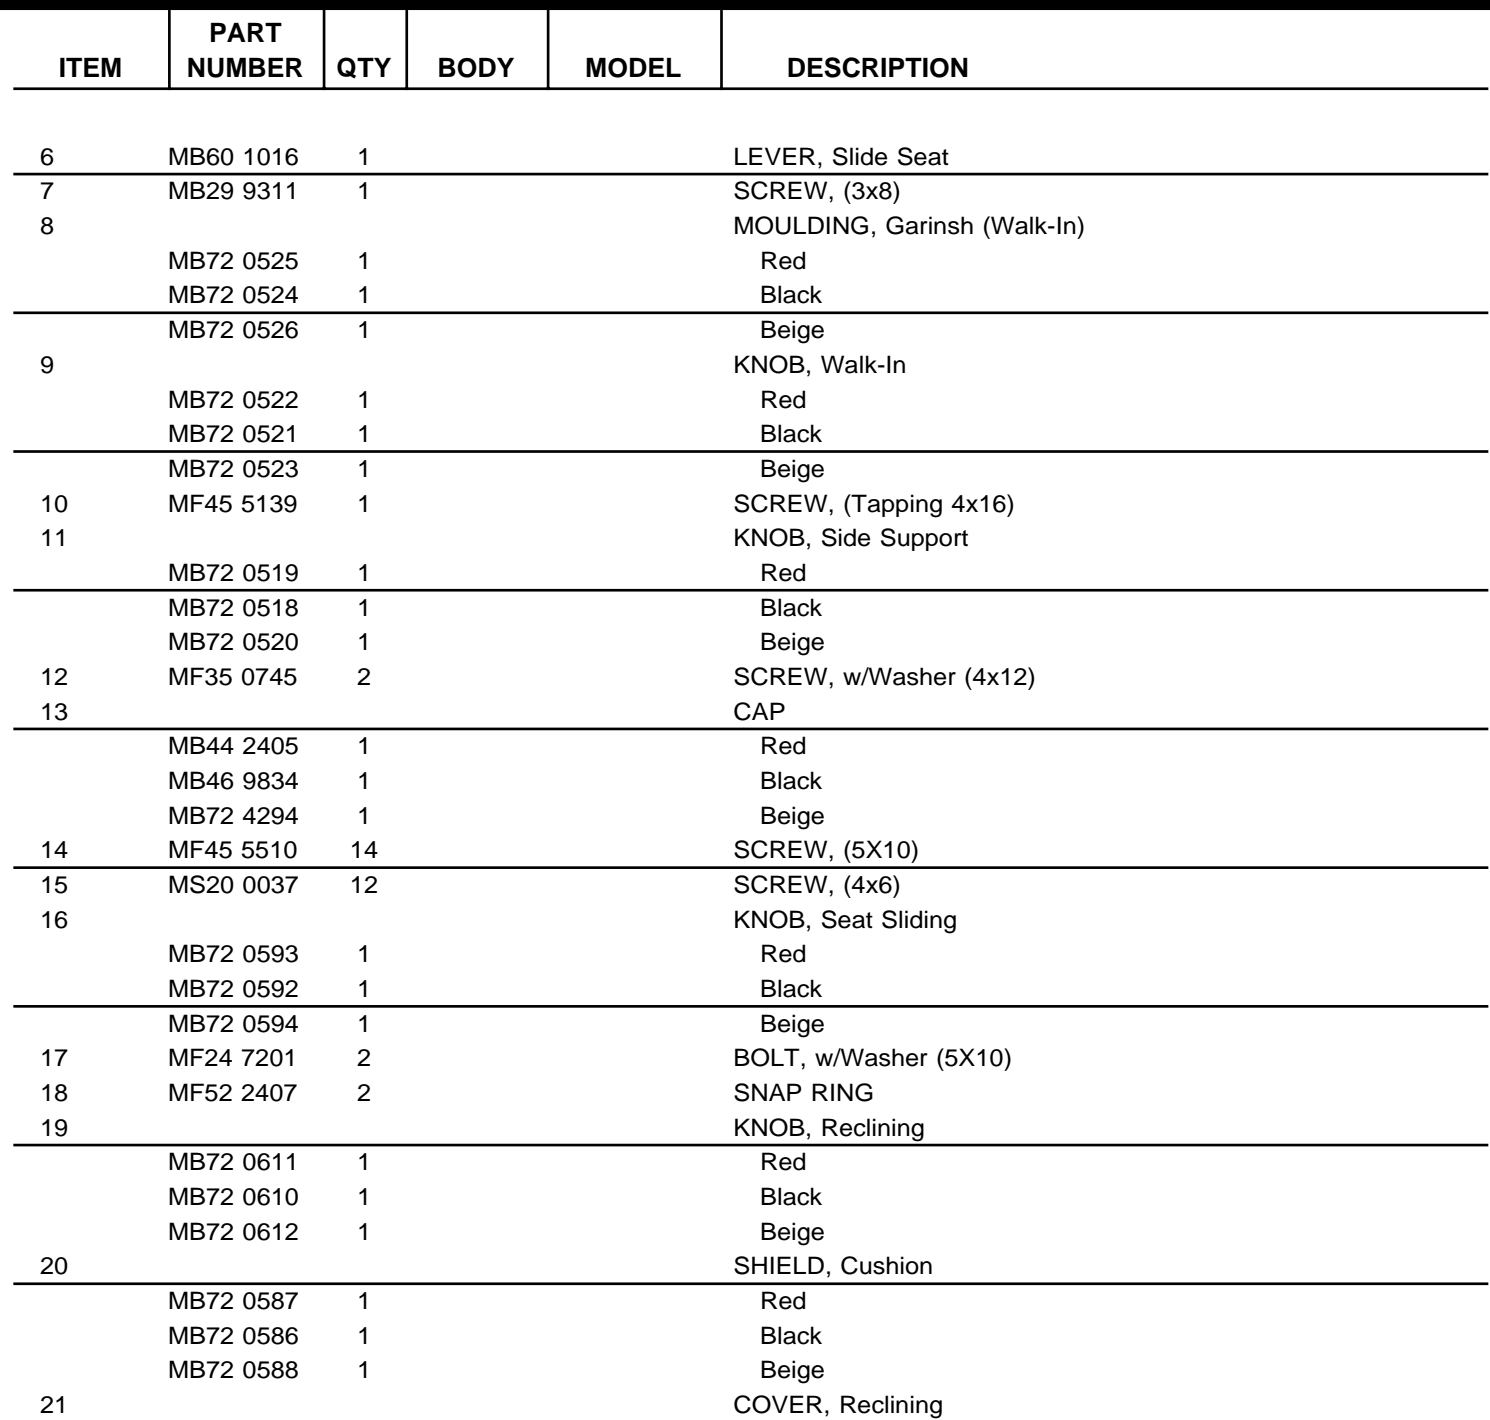 PART
ITEM NUMBER QTY BODY MODEL DESCRIPTION
6 MB60 1016 1 LEVER, Slide Seat
7 MB29 9311 1 SCREW, (3x8)
8 MOULDING, Garinsh (Walk-In)
MB72 0525 1 Red
MB72 0524 1 Black
MB72 0526 1 Beige
9 KNOB, Walk-In
MB72 0522 1 Red
MB72 0521 1 Black
MB72 0523 1 Beige
10 MF45 5139 1 SCREW, (Tapping 4x16)
11 KNOB, Side Support
MB72 0519 1 Red
MB72 0518 1 Black
MB72 0520 1 Beige
12 MF35 0745 2 SCREW, w/Washer (4x12)
13 CAP
MB44 2405 1 Red
MB46 9834 1 Black
MB72 4294 1 Beige
14 MF45 5510 14 SCREW, (5X10)
15 MS20 0037 12 SCREW, (4x6)
16 KNOB, Seat Sliding
MB72 0593 1 Red
MB72 0592 1 Black
MB72 0594 1 Beige
17 MF24 7201 2 BOLT, w/Washer (5X10)
18 MF52 2407 2 SNAP RING
19 KNOB, Reclining
MB72 0611 1 Red
MB72 0610 1 Black
MB72 0612 1 Beige
20 SHIELD, Cushion
MB72 0587 1 Red
MB72 0586 1 Black
MB72 0588 1 Beige
21 COVER, Reclining